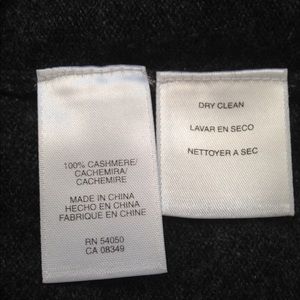 100% CASHMERE/
CACHEMIRA/
CACHEMIRE
MADE IN CHINA
HECHO EN CHINA
FABRIQUE EN CHINE
RN 54050
CA 08349
DRY CLEAN
LAVAR EN SECO
NETTOYER A SEC